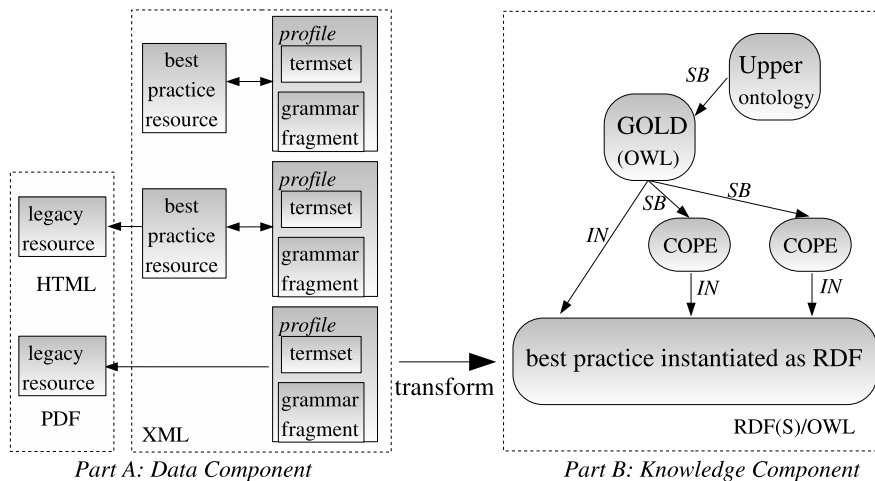 best
practice
resource
profile
termset
grammar
fragment
legacy
resource
HTML
best
practice
resource
profile
termset
grammar
fragment
legacy
resource
PDF
profile
termset
grammar
fragment
XML
transform
Part A: Data Component
Upper
ontology
SB
GOLD
(OWL)
IN
SB
SB
COPE
COPE
IN
IN
best practice instantiated as RDF
RDF(S)/OWL
Part B: Knowledge Component